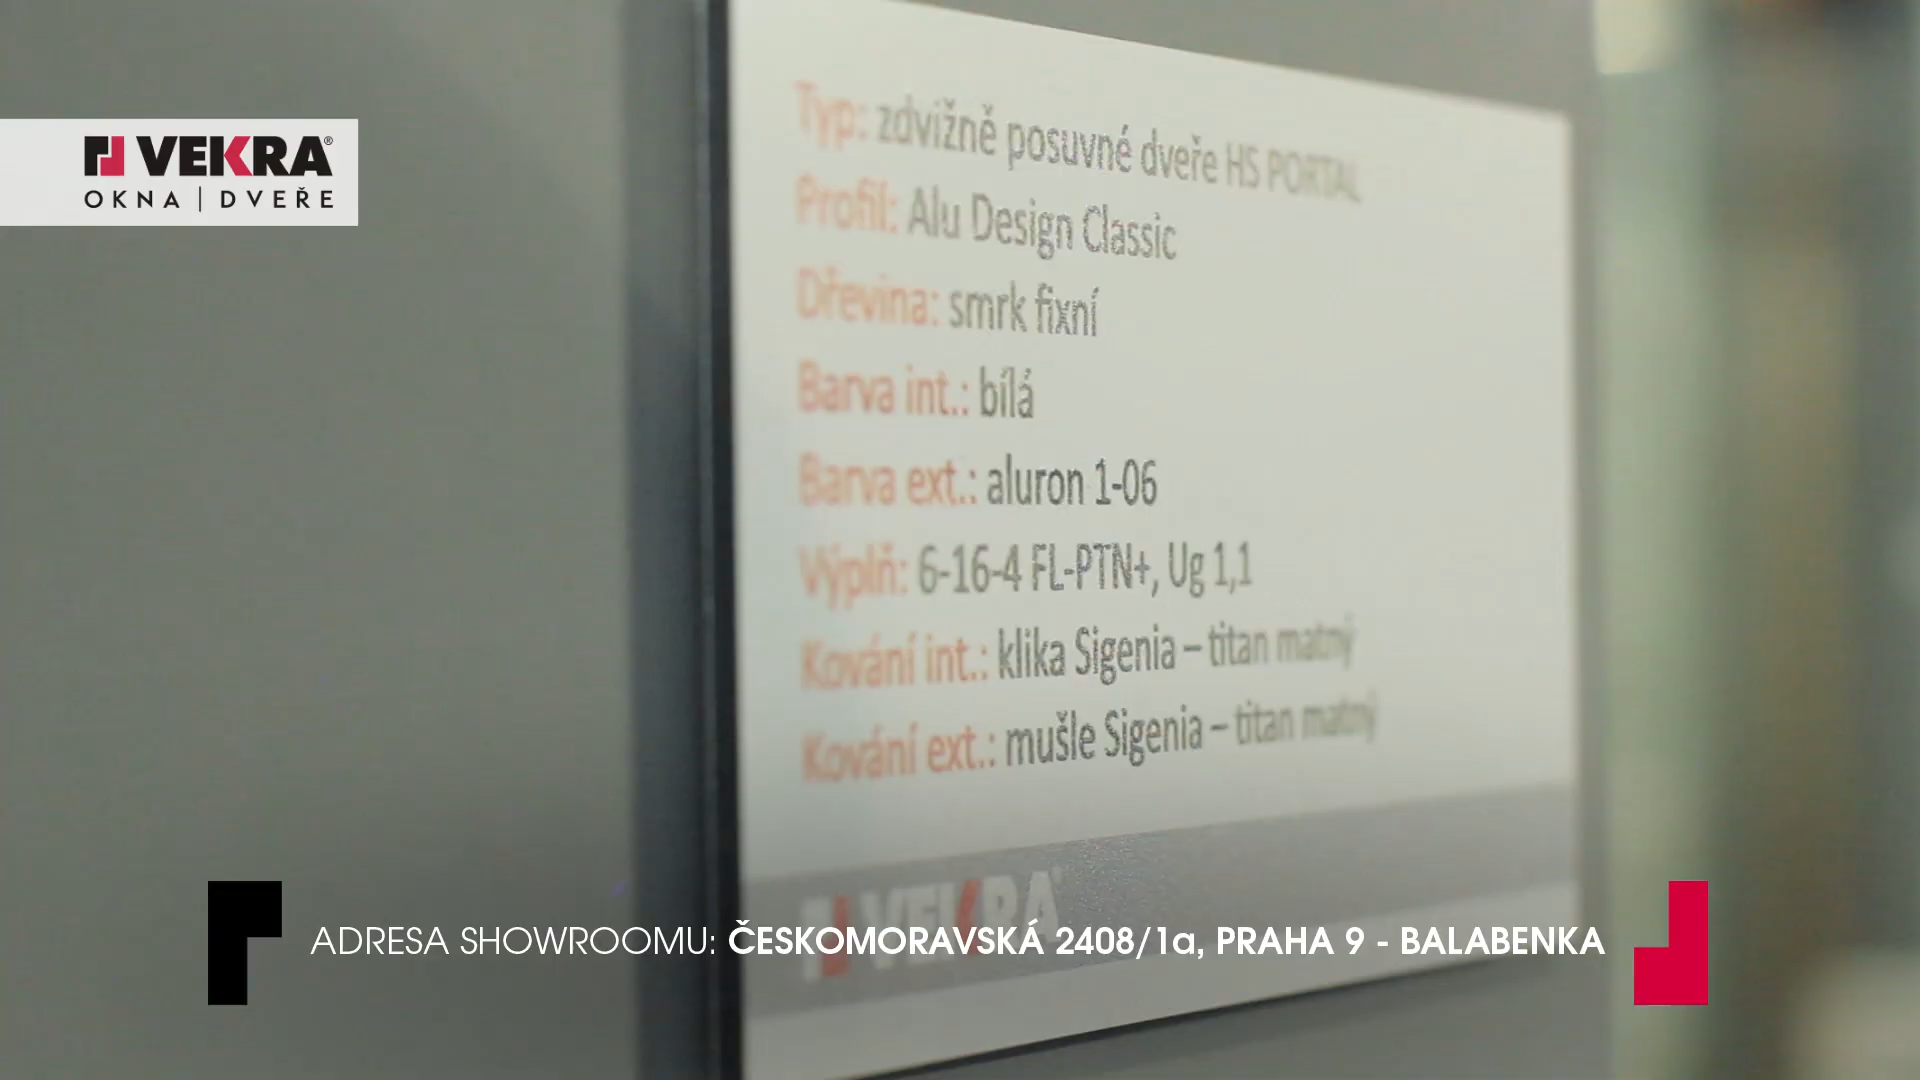 VEKRA®
OKNA | DVEŘE
Typ: zdvižně posuvné dveře HS PORTAL
Profil: Alu Design Classic
Dřevina: smrk fixní
Barva int.: bílá
Barva ext.: aluron 1-06
Výplň: 6-16-4 FL-PTN+, Ug 1,1
Kování int.: klika Sigenia – titan matný
Kování ext.: mušle Sigenia – titan matný
VEKRA
ADRESA SHOWROOMU: ČESKOMORAVSKÁ 2408/1a, PRAHA 9 - BALABENKA